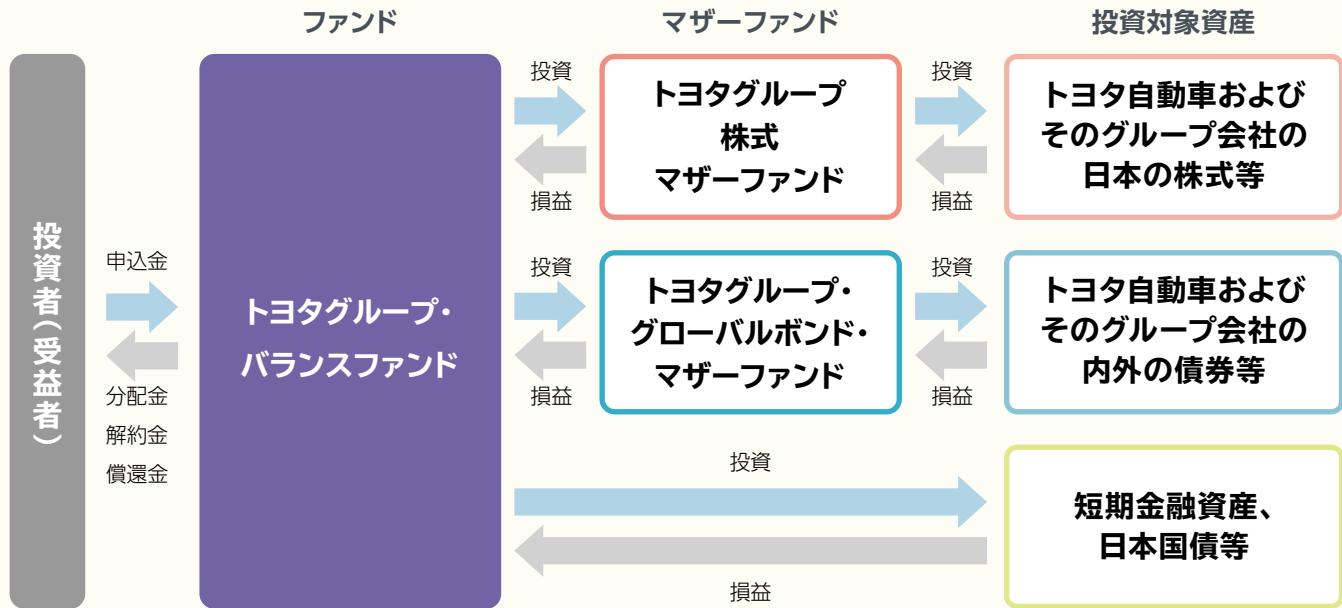 ファンド
マザーファンド
投資対象資産
投資者(受益者)
申込金
分配金
解約金
償還金
トヨタグループ・
バランスファンド
投資
損益
トヨタグループ
株式
マザーファンド
投資
損益
トヨタ自動車および
そのグループ会社の
日本の株式等
投資
損益
トヨタグループ・
グローバルボンド・
マザーファンド
投資
損益
トヨタ自動車および
そのグループ会社の
内外の債券等
投資
損益
短期金融資産、
日本国債等